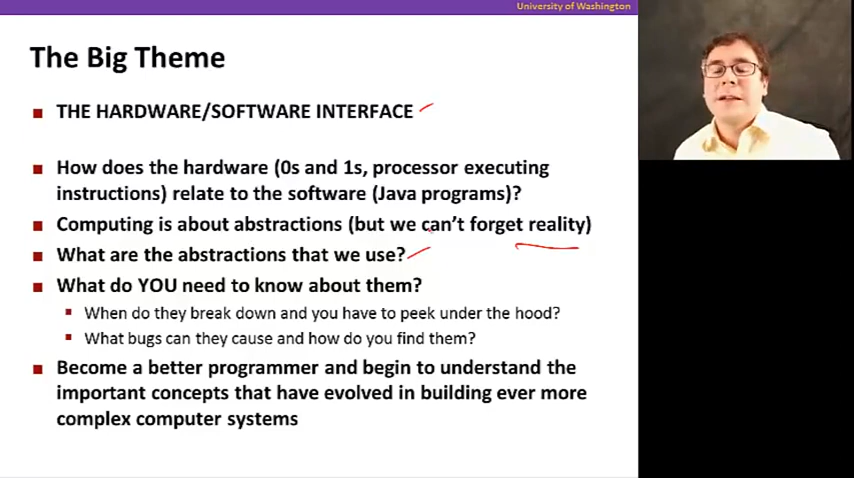 University of Washington
The Big Theme
THE HARDWARE/SOFTWARE INTERFACE
How does the hardware (0s and 1s, processor executing
instructions) relate to the software (Java programs)?
Computing is about abstractions (but we can't forget reality)
What are the abstractions that we use?
What do YOU need to know about them?
When do they break down and you have to peek under the hood?
What bugs can they cause and how do you find them?
Become a better programmer and begin to understand the
important concepts that have evolved in building ever more
complex computer systems